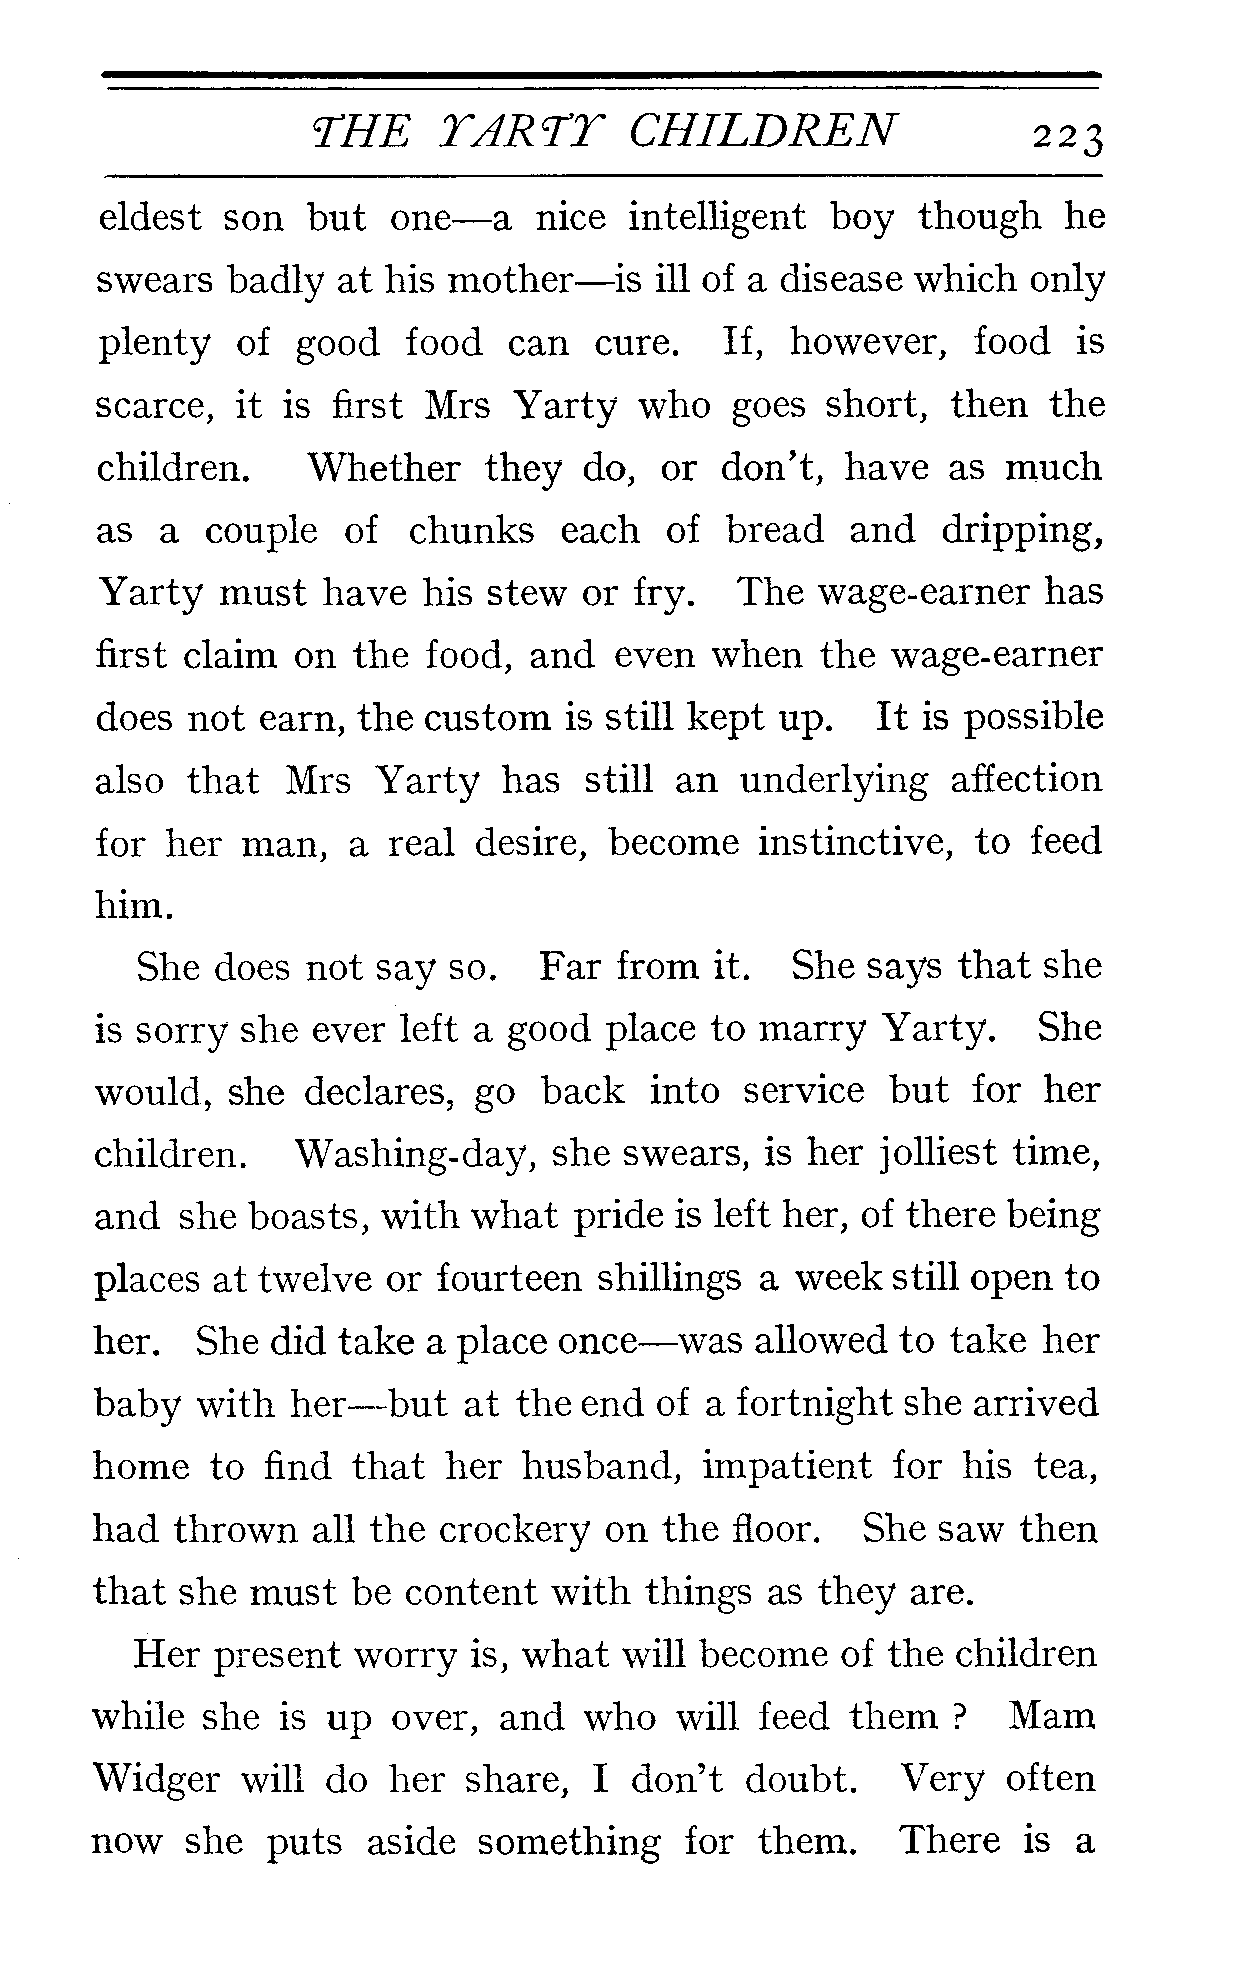 THE YARTY CHILDREN 223
eldest son but one—a nice intelligent boy though he
swears badly at his mother—is ill of a disease which only
plenty of good food can cure. If, however, food is
scarce, it is first Mrs Yarty who goes short, then the
children. Whether they do, or don't, have as much
as a couple of chunks each of bread and dripping,
Yarty must have his stew or fry. The wage-earner has
first claim on the food, and even when the wage-earner
does not earn, the custom is still kept up. It is possible
also that Mrs Yarty has still an underlying affection
for her man, a real desire, become instinctive, to feed
him.
She does not say so. Far from it. She says that she
is sorry she ever left a good place to marry Yarty. She
would, she declares, go back into service but for her
children. Washing-day, she swears, is her jolliest time,
and she boasts, with what pride is left her, of there being
places at twelve or fourteen shillings a week still open to
her. She did take a place once—was allowed to take her
baby with her—but at the end of a fortnight she arrived
home to find that her husband, impatient for his tea,
had thrown all the crockery on the floor. She saw then
that she must be content with things as they are.
Her present worry is, what will become of the children
while she is up over, and who will feed them ? Mam
Widger will do her share, I don't doubt. Very often
now she puts aside something for them. There is a